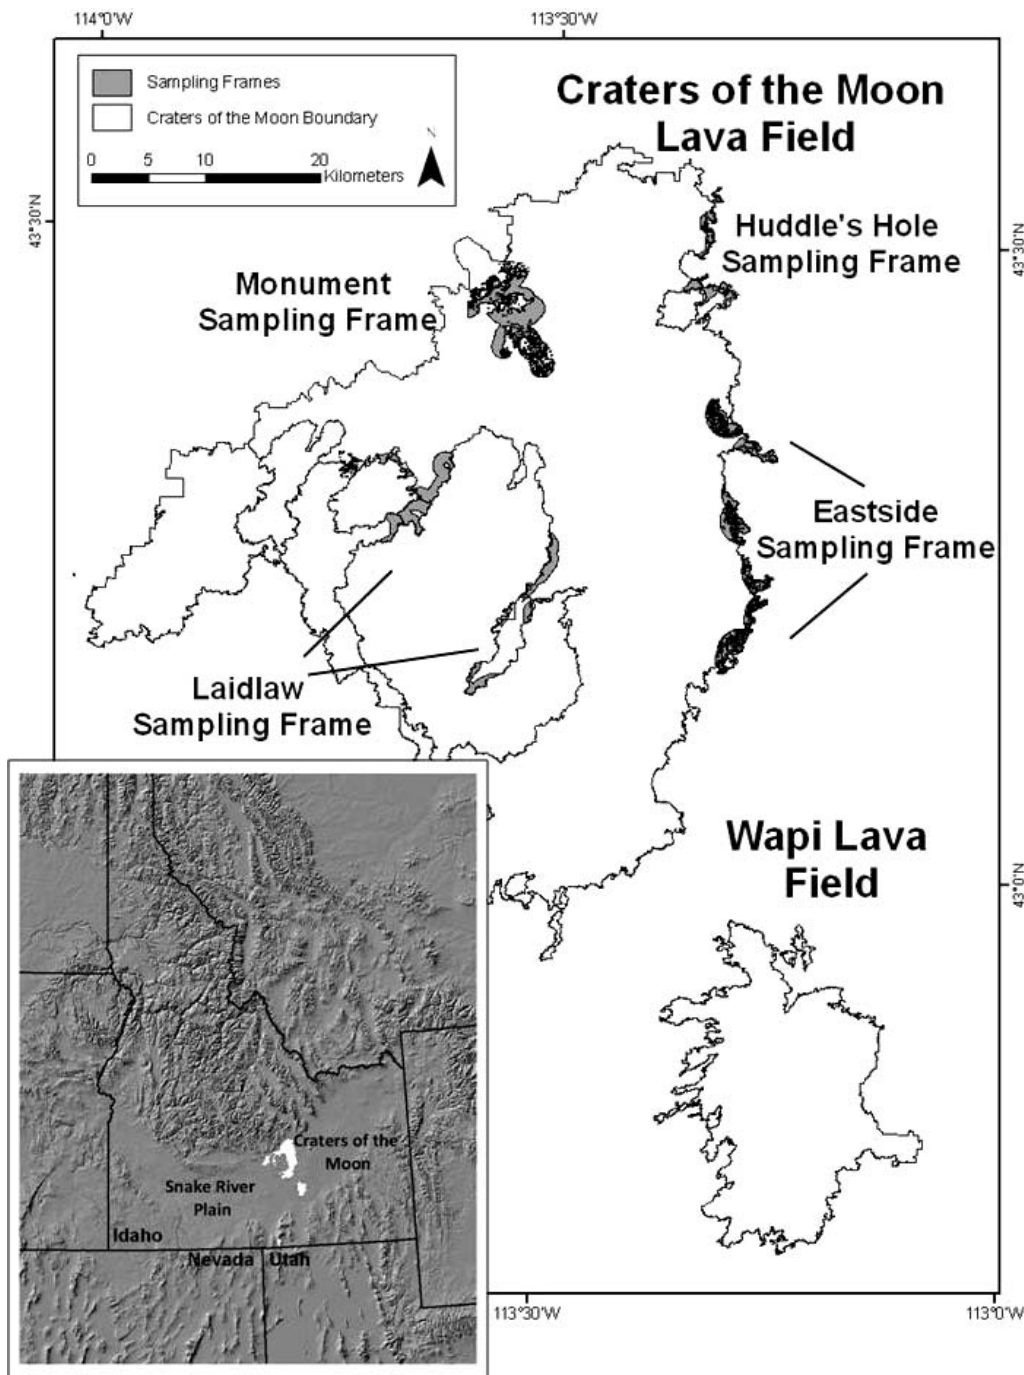 114°0'W
113°30'W
Sampling Frames
Craters of the Moon Boundary
N
0 5 10 20
Kilometers
Craters of the Moon
Lava Field
43°30'N
43°30'N
Huddle's Hole
Sampling Frame
Monument
Sampling Frame
Eastside
Sampling Frame
Laidlaw
Sampling Frame
Wapi Lava
Field
43°0'N
Craters of the
Moon
Snake River
Plain
Idaho
Nevada
Utah
113°30'W
113°0'W